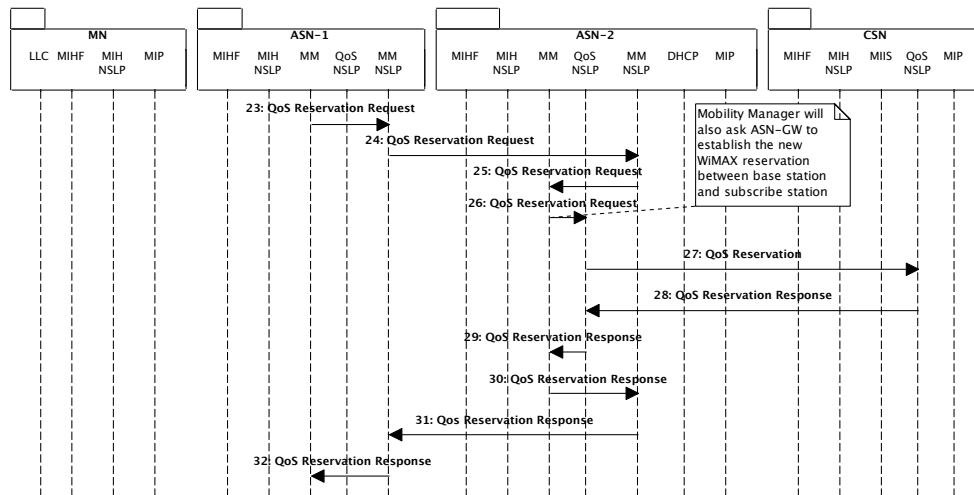 MN
ASN-1
ASN-2
CSN
LLC MIHF MIH NSLP MIP
MIHF MIH NSLP MM QoS NSLP MM NSLP
MIHF MIH NSLP MM QoS NSLP MM NSLP DHCP MIP
MIHF MIH NSLP MIIS QoS NSLP MIP
23: QoS Reservation Request
Mobility Manager will
also ask ASN-GW to
establish the new
WiMAX reservation
between base station
and subscribe station
24: QoS Reservation Request
25: QoS Reservation Request
26: QoS Reservation Request
27: QoS Reservation
28: QoS Reservation Response
29: QoS Reservation Response
30: QoS Reservation Response
31: Qos Reservation Response
32: QoS Reservation Response